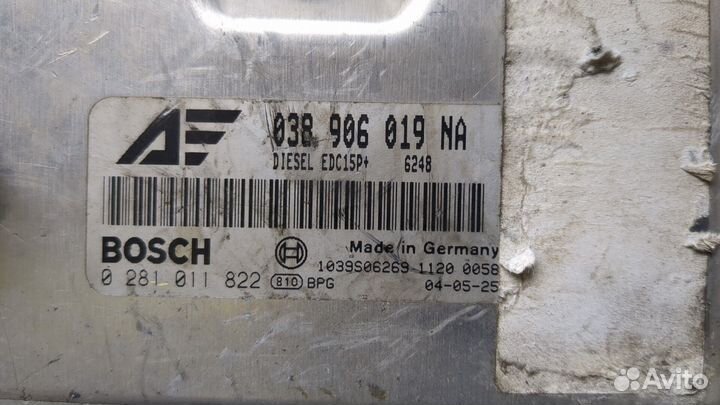 AF
038 906 019 NA
DIESEL EDC15P+ 6248
BOSCH
Made in Germany
1039S06269 1120 0058
0 281 011 822 810 BPG 04-05-25
Avito